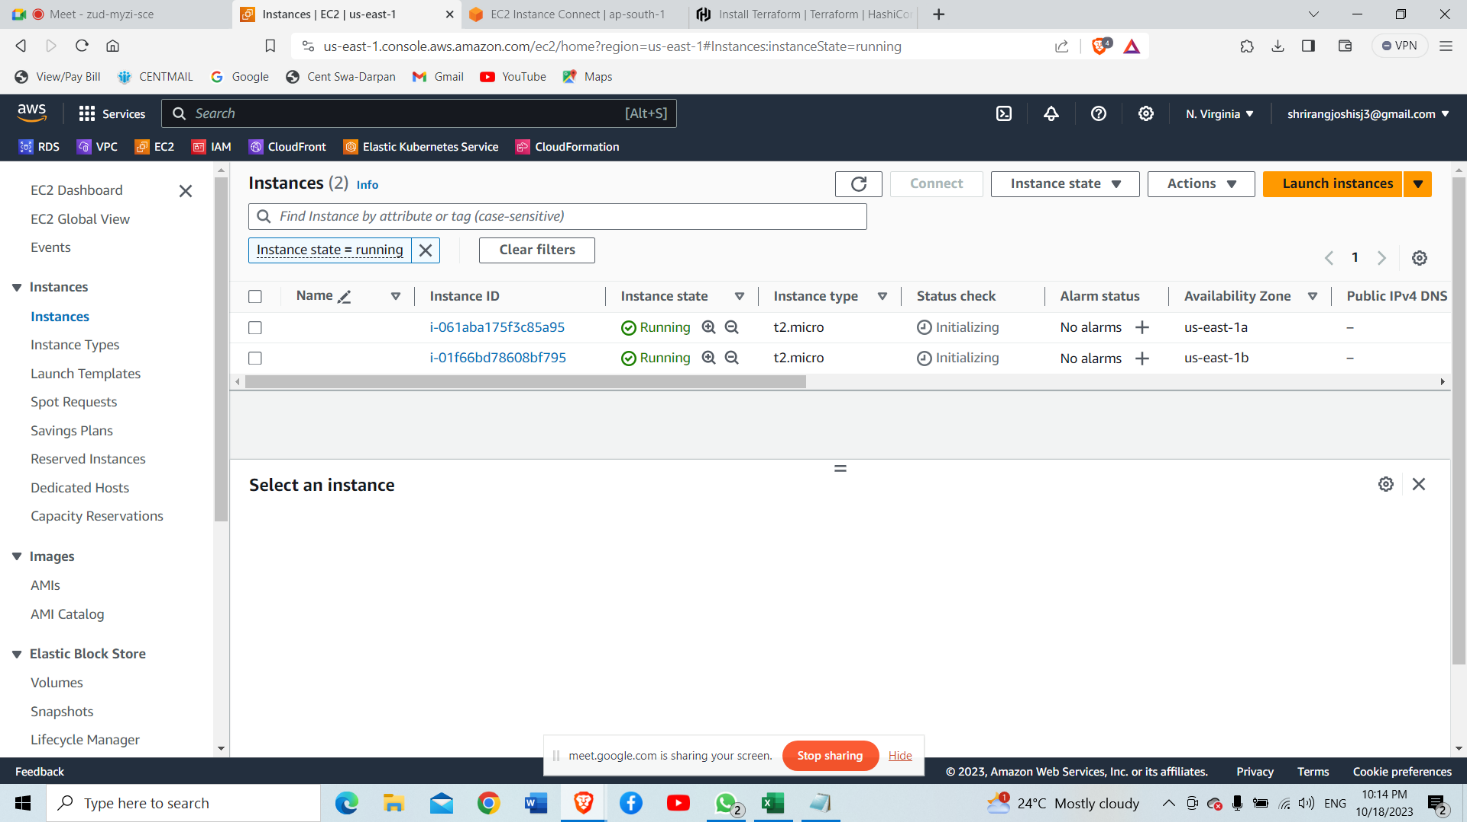 Meet - zud-myzi-sce
Instances | EC2 | us-east-1
EC2 Instance Connect | ap-south-1
Install Terraform | Terraform | HashiCo
us-east-1.console.aws.amazon.com/ec2/home?region=us-east-1#Instances:instanceState=running
4
VPN
View/Pay Bill
CENTMAIL
Google
Cent Swa-Darpan
Gmail
YouTube
Maps
aws
Services
Search
[Alt+S]
N. Virginia
shrirangjoshisj3@gmail.com
RDS
VPC
EC2
IAM
CloudFront
Elastic Kubernetes Service
CloudFormation
EC2 Dashboard
EC2 Global View
Events
Instances
Instances
Instance Types
Launch Templates
Spot Requests
Savings Plans
Reserved Instances
Dedicated Hosts
Capacity Reservations
Images
AMIs
AMI Catalog
Elastic Block Store
Volumes
Snapshots
Lifecycle Manager
Instances (2) Info
Connect
Instance state
Actions
Launch instances
Find Instance by attribute or tag (case-sensitive)
Instance state = running
Clear filters
1
Name Instance ID Instance state Instance type Status check Alarm status Availability Zone Public IPv4 DNS
i-061aba175f3c85a95 Running t2.micro Initializing No alarms + us-east-1a –
i-01f66bd78608bf795 Running t2.micro Initializing No alarms + us-east-1b –
Select an instance
meet.google.com is sharing your screen.
Stop sharing
Hide
Feedback
© 2023, Amazon Web Services, Inc. or its affiliates.
Privacy
Terms
Cookie preferences
Type here to search
2
1
24°C Mostly cloudy
ENG
10:14 PM
10/18/2023
2